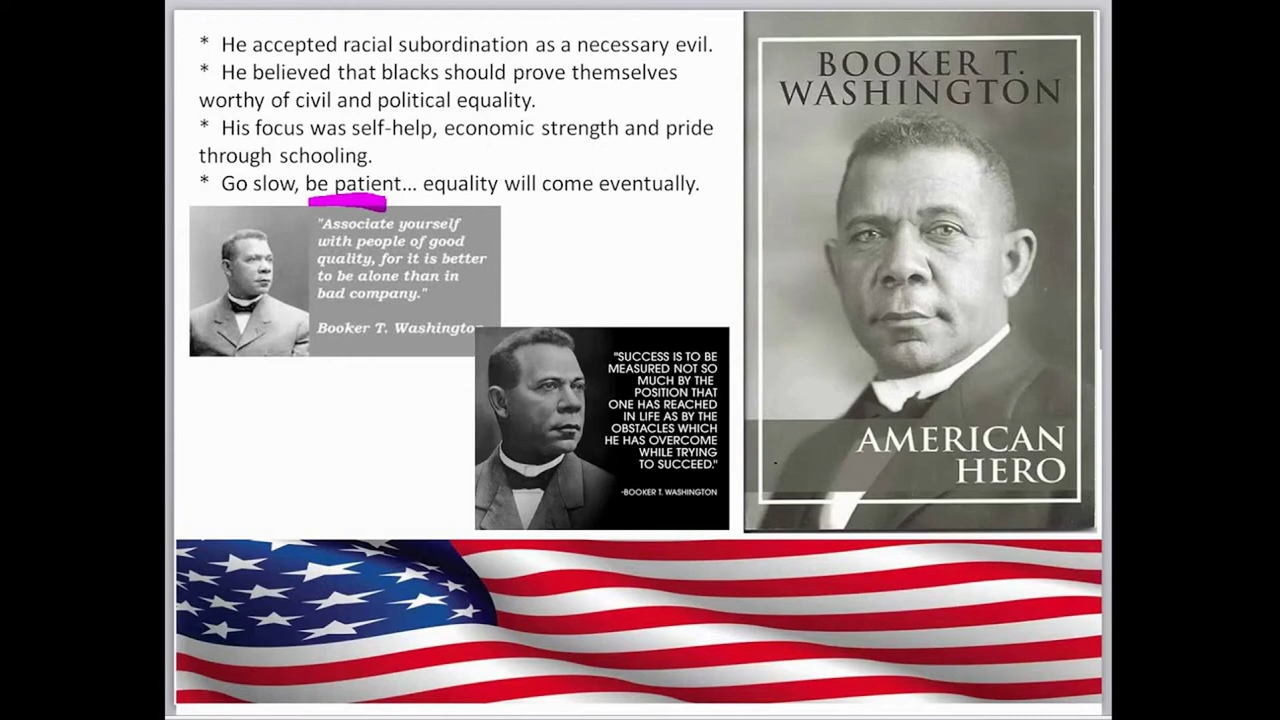 * He accepted racial subordination as a necessary evil.
* He believed that blacks should prove themselves
worthy of civil and political equality.
* His focus was self-help, economic strength and pride
through schooling.
* Go slow, be patient... equality will come eventually.
"Associate yourself
with people of good
quality, for it is better
to be alone than in
bad company."
Booker T. Washington
"SUCCESS IS TO BE
MEASURED NOT SO
MUCH BY THE
POSITION THAT
ONE HAS REACHED
IN LIFE AS BY THE
OBSTACLES WHICH
HE HAS OVERCOME
WHILE TRYING
TO SUCCEED."
-BOOKER T. WASHINGTON
BOOKER T.
WASHINGTON
AMERICAN
HERO